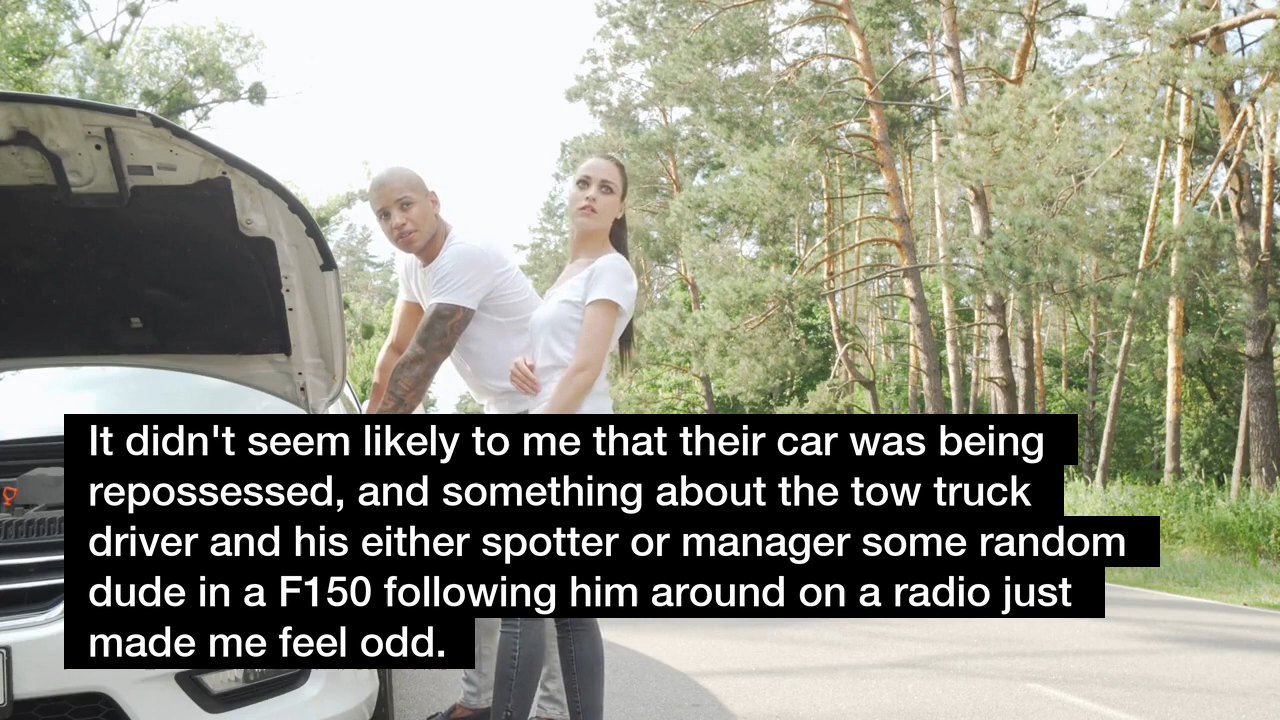 It didn't seem likely to me that their car was being
repossessed, and something about the tow truck
driver and his either spotter or manager some random
dude in a F150 following him around on a radio just
made me feel odd.